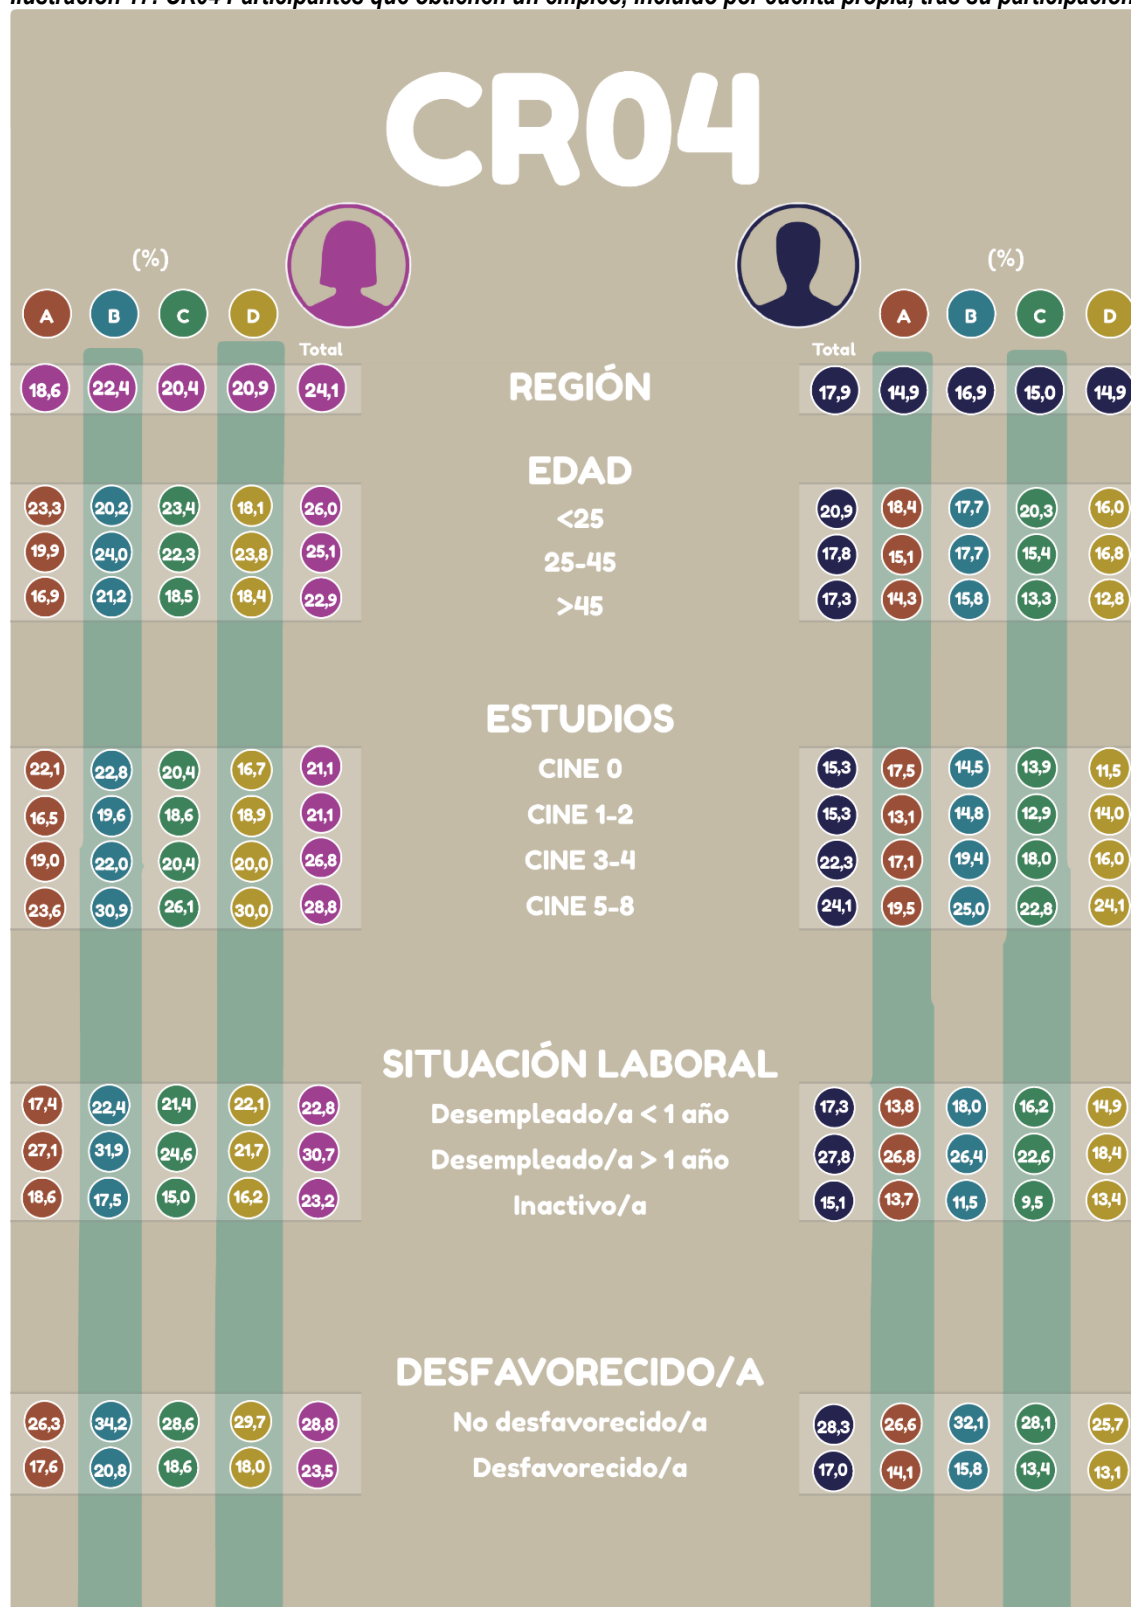 Ilustración 17: CR04 Participantes que obtienen un empleo, incluido por cuenta propia, tras su participación
CR04
(%) (%)
A B C D A B C D
Total Total
18,6 22,4 20,4 20,9 24,1 REGIÓN 17,9 14,9 16,9 15,0 14,9
EDAD
23,3 20,2 23,4 18,1 26,0 <25 20,9 18,4 17,7 20,3 16,0
19,9 24,0 22,3 23,8 25,1 25-45 17,8 15,1 17,7 15,4 16,8
16,9 21,2 18,5 18,4 22,9 >45 17,3 14,3 15,8 13,3 12,8
ESTUDIOS
22,1 22,8 20,4 16,7 21,1 CINE 0 15,3 17,5 14,5 13,9 11,5
16,5 19,6 18,6 18,9 21,1 CINE 1-2 15,3 13,1 14,8 12,9 14,0
19,0 22,0 20,4 20,0 26,8 CINE 3-4 22,3 17,1 19,4 18,0 16,0
23,6 30,9 26,1 30,0 28,8 CINE 5-8 24,1 19,5 25,0 22,8 24,1
SITUACIÓN LABORAL
17,4 22,4 21,4 22,1 22,8 Desempleado/a < 1 año 17,3 13,8 18,0 16,2 14,9
27,1 31,9 24,6 21,7 30,7 Desempleado/a > 1 año 27,8 26,8 26,4 22,6 18,4
18,6 17,5 15,0 16,2 23,2 Inactivo/a 15,1 13,7 11,5 9,5 13,4
DESFAVORECIDO/A
26,3 34,2 28,6 29,7 28,8 No desfavorecido/a 28,3 26,6 32,1 28,1 25,7
17,6 20,8 18,6 18,0 23,5 Desfavorecido/a 17,0 14,1 15,8 13,4 13,1